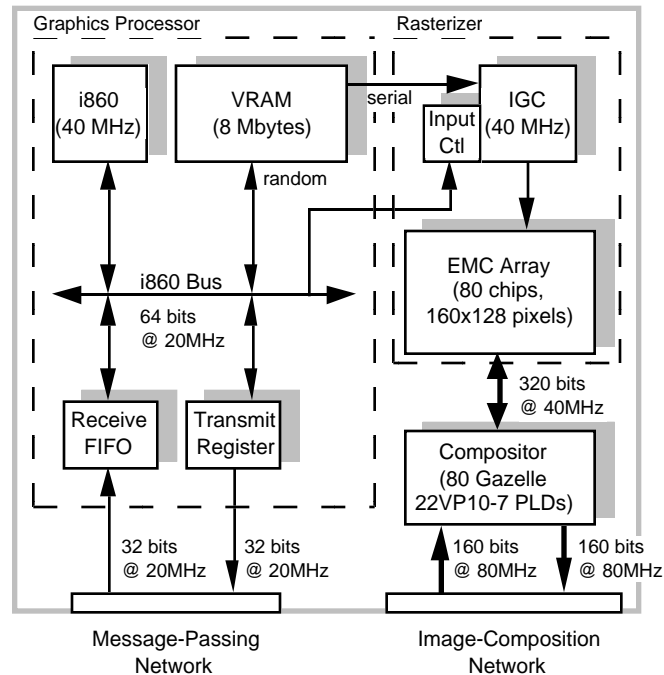 Graphics Processor
Rasterizer
i860
(40 MHz)
VRAM
(8 Mbytes)
serial
IGC
(40 MHz)
Input
Ctl
random
EMC Array
(80 chips,
160x128 pixels)
i860 Bus
64 bits
@ 20MHz
320 bits
@ 40MHz
Receive
FIFO
Transmit
Register
Compositor
(80 Gazelle
22VP10-7 PLDs)
32 bits
@ 20MHz
32 bits
@ 20MHz
160 bits
@ 80MHz
160 bits
@ 80MHz
Message-Passing
Network
Image-Composition
Network